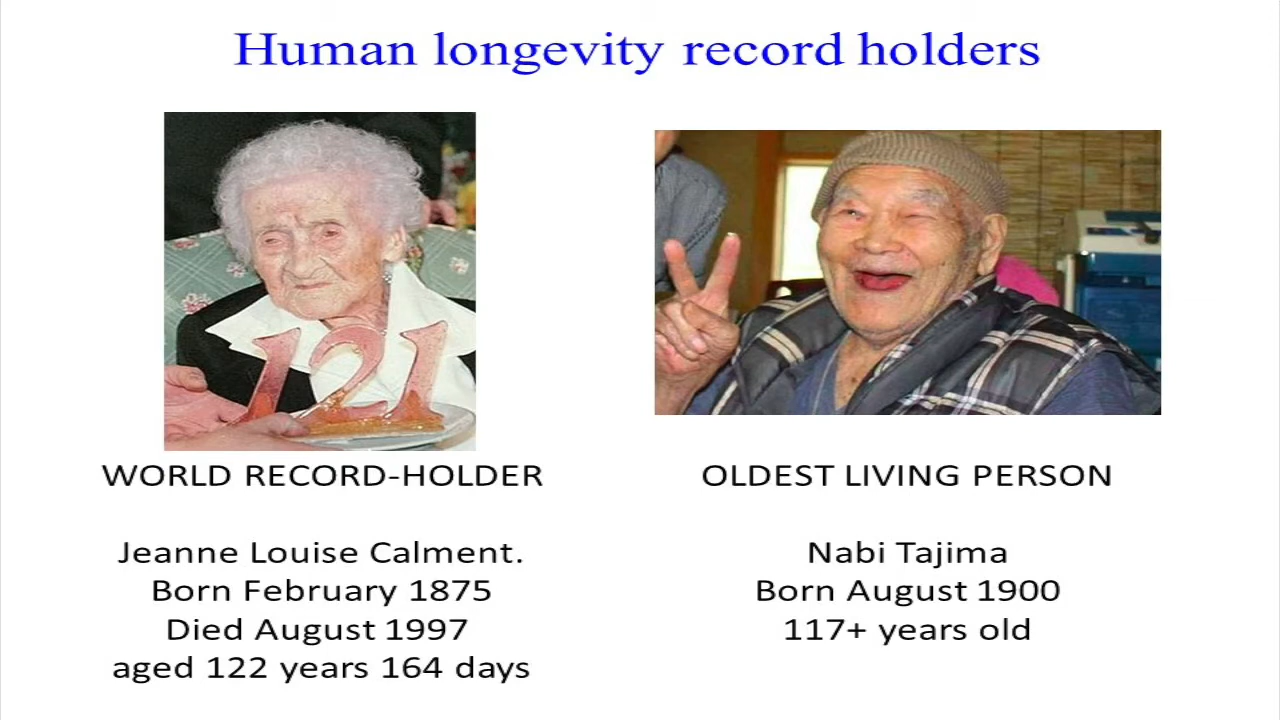 Human longevity record holders
121
WORLD RECORD-HOLDER
Jeanne Louise Calment.
Born February 1875
Died August 1997
aged 122 years 164 days
OLDEST LIVING PERSON
Nabi Tajima
Born August 1900
117+ years old